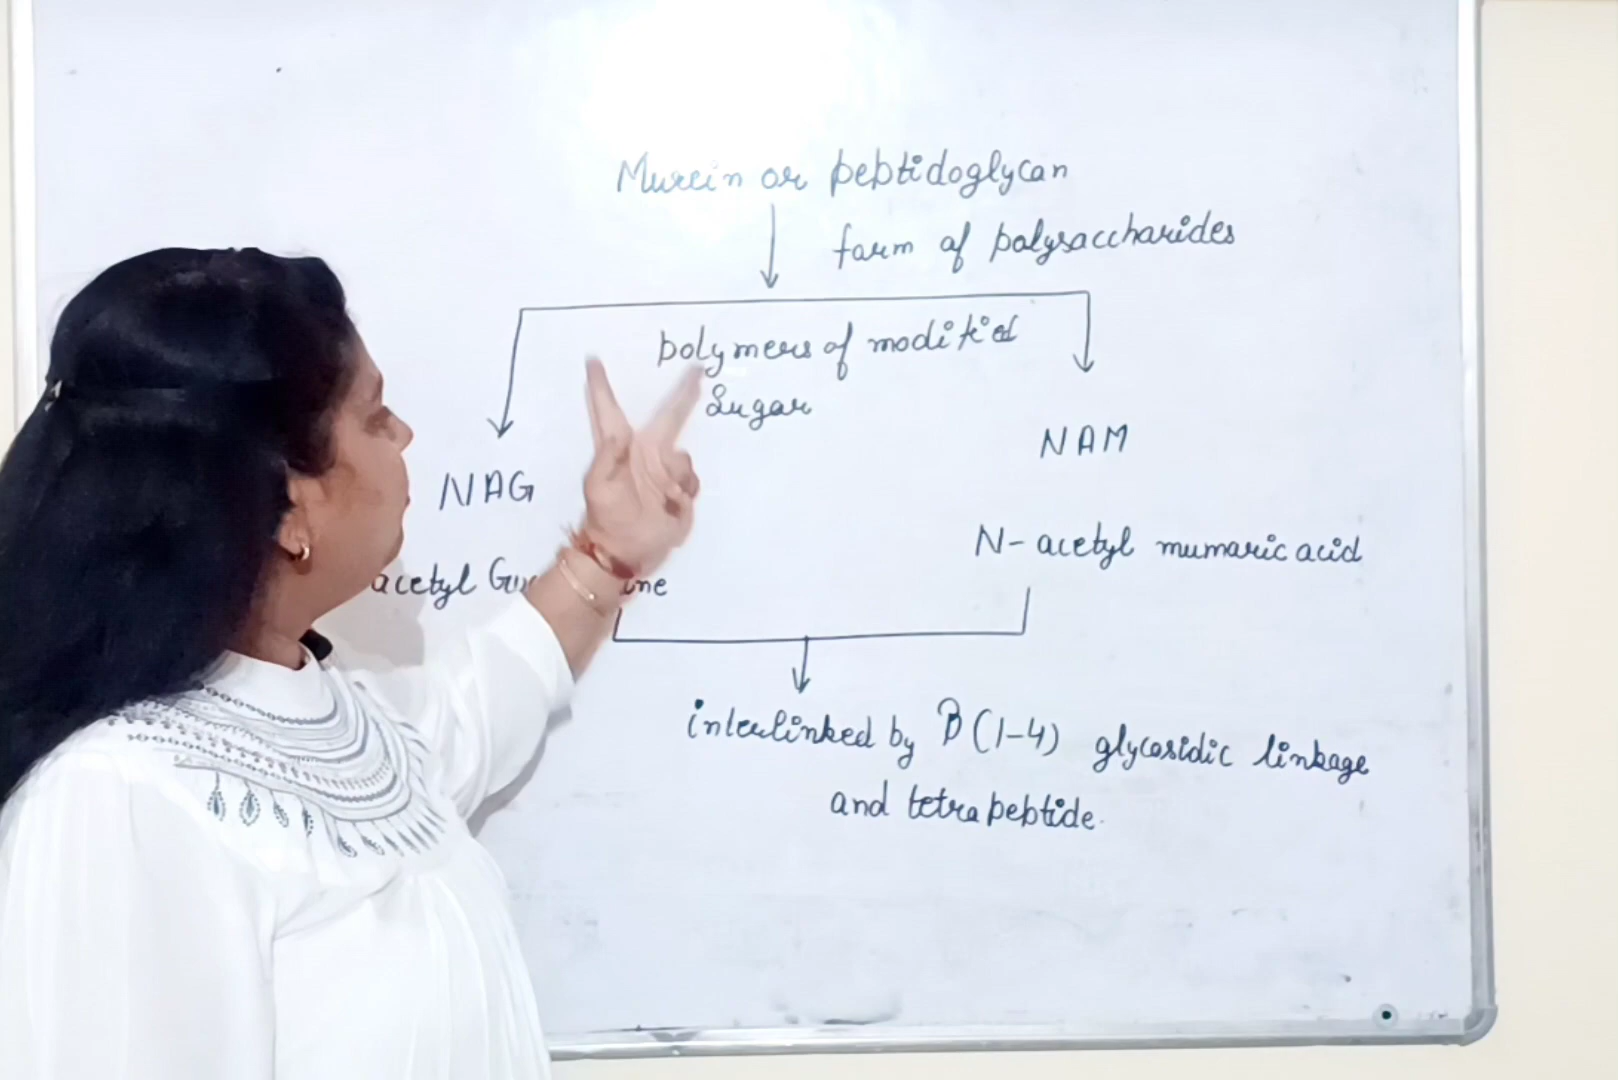 Murein or peptidoglycan
form of polysaccharides
polymers of modified
Sugar
NAG
NAM
acetyl
N- acetyl mumaric acid
interlinked by β (1-4) glycosidic linkage
and tetrapeptide.